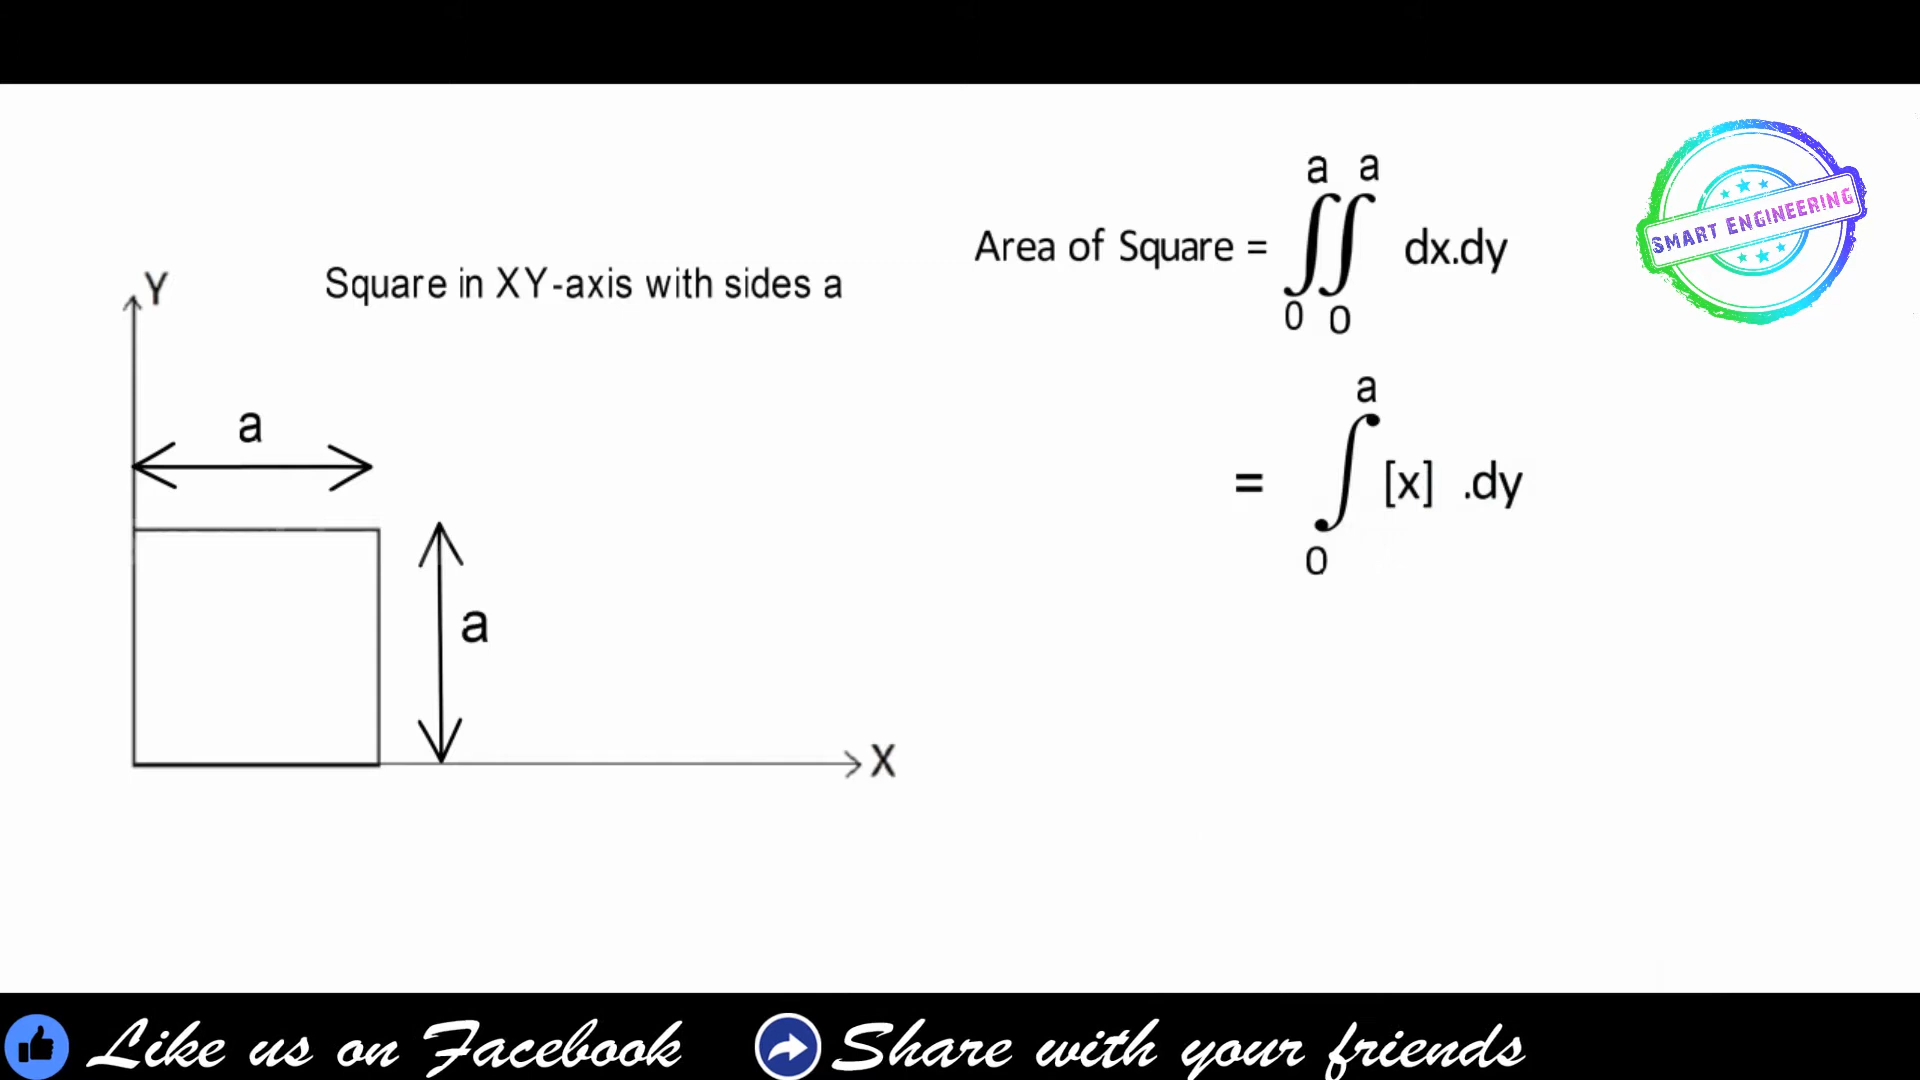 Square in XY-axis with sides a
Y
a
a
X
Area of Square = ∫₀ᵃ∫₀ᵃ dx.dy
= ∫₀ᵃ [x] .dy
SMART ENGINEERING
Like us on Facebook
Share with your friends